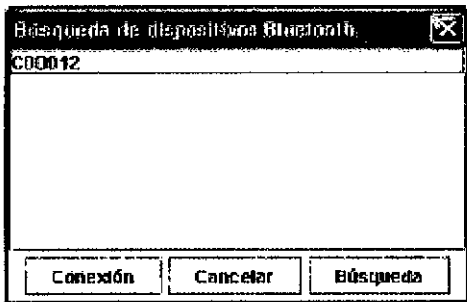 Búsqueda de dispositivos Bluetooth
C00012
Conexión Cancelar Búsqueda